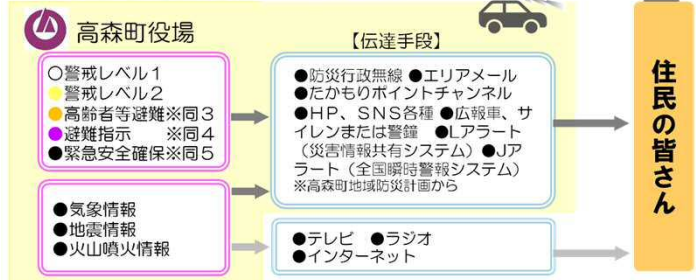 高森町役場
【伝達手段】
○警戒レベル1
●警戒レベル2
●高齢者等避難※同3
●避難指示 ※同4
●緊急安全確保※同5
●防災行政無線 ●エリアメール
●たかもりポイントチャンネル
●HP、SNS各種 ●広報車、サ
イレンまたは警鐘 ●Lアラート
（災害情報共有システム）●Jア
ラート（全国瞬時警報システム）
※高森町地域防災計画から
●気象情報
●地震情報
●火山噴火情報
●テレビ ●ラジオ
●インターネット
住民の皆さん